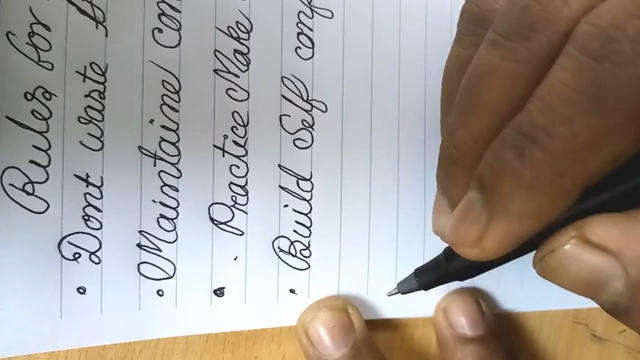 Rules for
• Dont waste
• Maintaine con
• . Practice Make
• Build Self conf